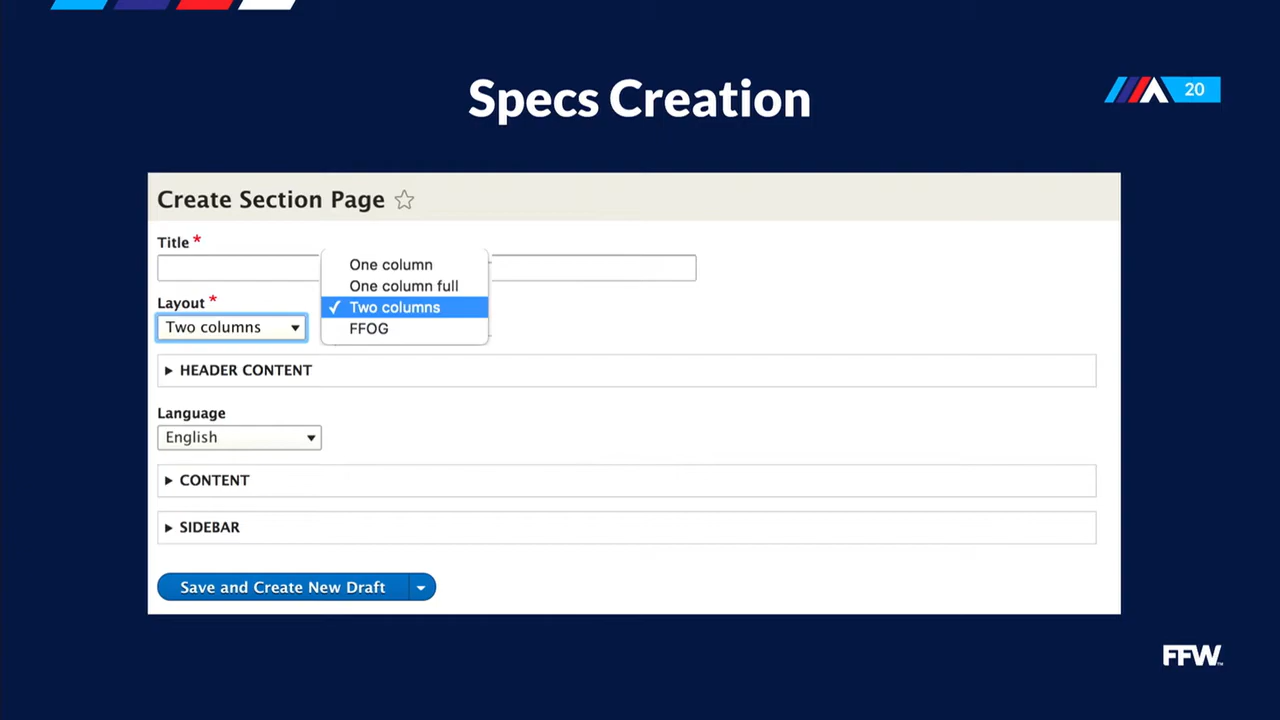 Specs Creation
20
Create Section Page
Title *
One column
One column full
Layout *
✓ Two columns
Two columns
FFOG
HEADER CONTENT
Language
English
CONTENT
SIDEBAR
Save and Create New Draft
FFW